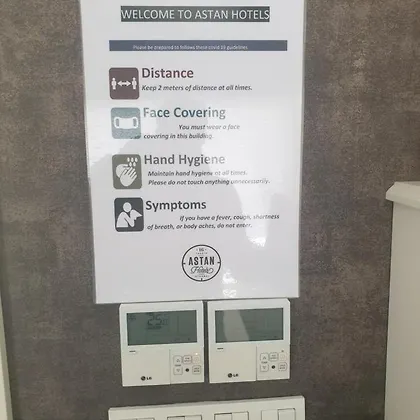 WELCOME TO ASTAN HOTELS
Please be prepared to follow these covid 19 guidelines.
Distance
Keep 2 meters of distance at all times.
Face Covering
You must wear a face
covering in this building.
Hand Hygiene
Maintain hand hygiene at all times.
Please do not touch anything unnecessarily.
Symptoms
If you have a fever, cough, shortness
of breath, or body aches, do not enter.
ASTAN
Hotels
LG
LG